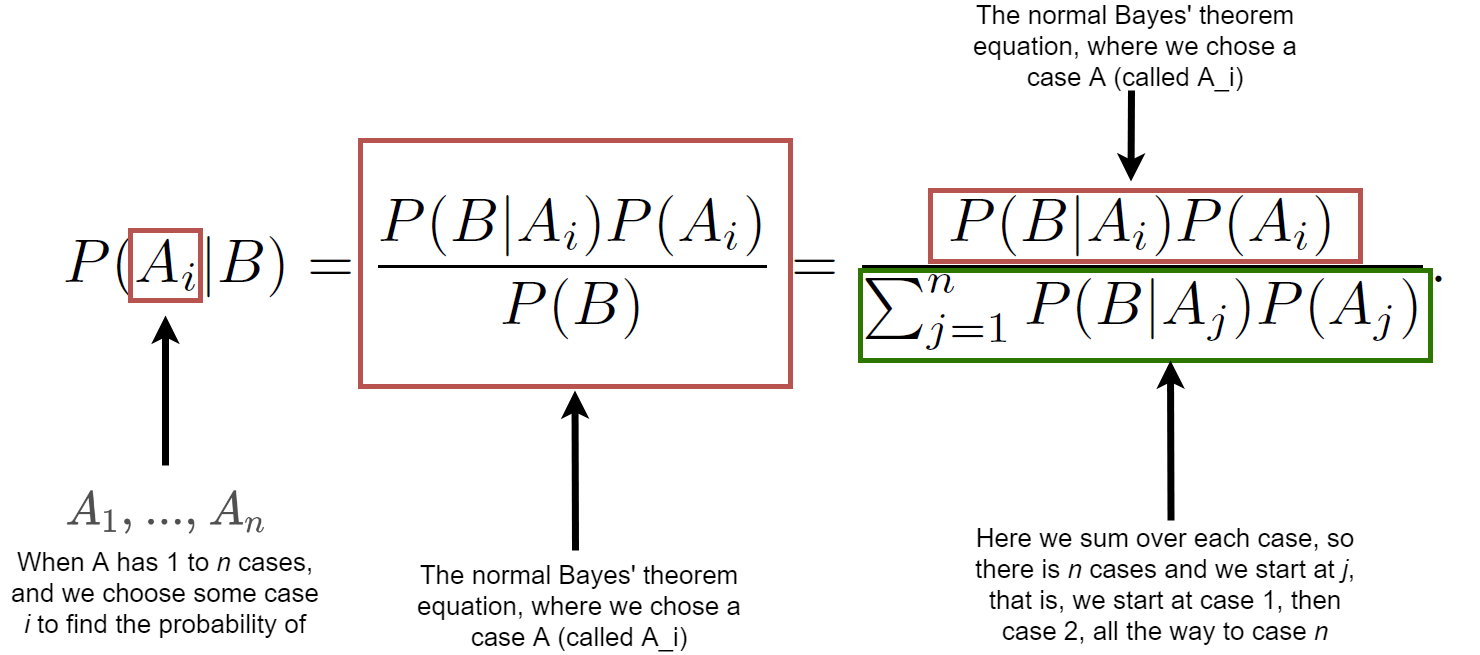 The normal Bayes' theorem
equation, where we chose a
case A (called A_i)
P(A_i|B) = \frac{P(B|A_i)P(A_i)}{P(B)} = \frac{P(B|A_i)P(A_i)}{\sum_{j=1}^{n} P(B|A_j)P(A_j)}.
A_1, ..., A_n
When A has 1 to n cases,
and we choose some case
i to find the probability of
The normal Bayes' theorem
equation, where we chose a
case A (called A_i)
Here we sum over each case, so
there is n cases and we start at j,
that is, we start at case 1, then
case 2, all the way to case n